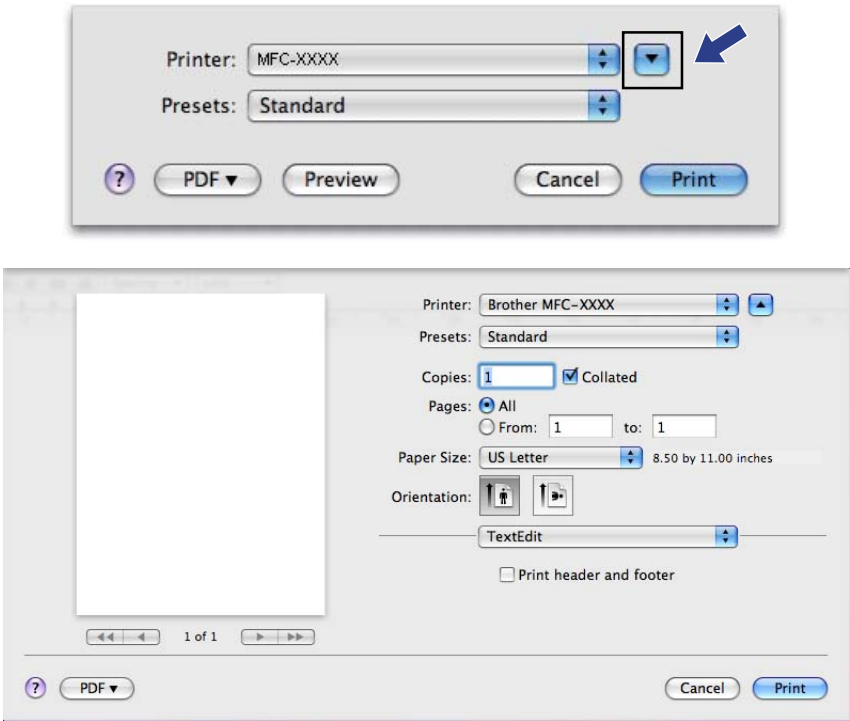 Printer: MFC-XXXX
Presets: Standard
? PDF▼ Preview Cancel Print
Printer: Brother MFC-XXXX
Presets: Standard
Copies: 1 Collated
Pages: All
From: 1 to: 1
Paper Size: US Letter 8.50 by 11.00 inches
Orientation:
TextEdit
Print header and footer
1 of 1
? PDF▼ Cancel Print